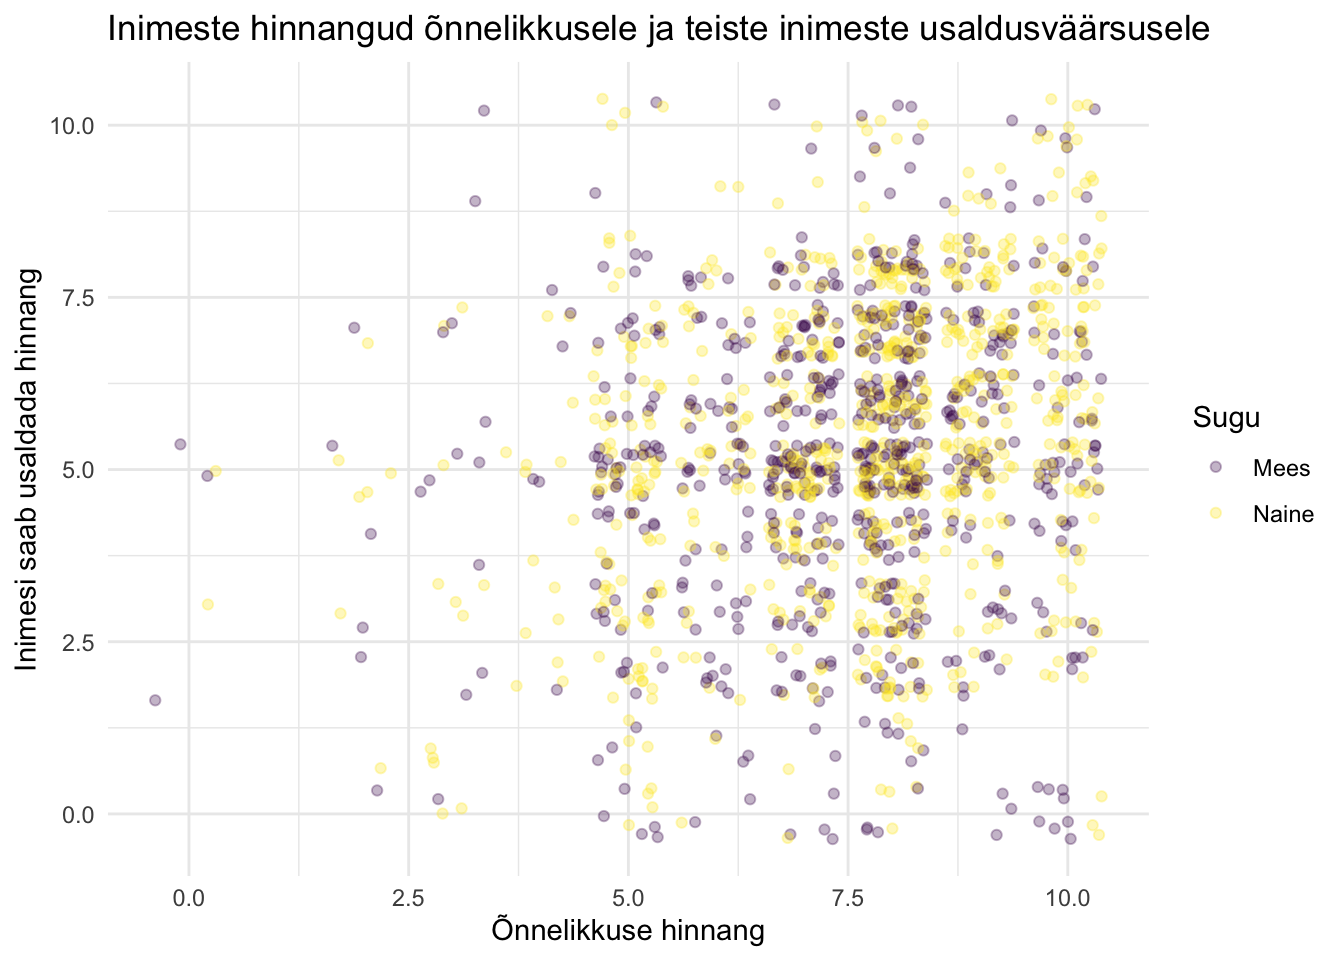 Inimeste hinnangud õnnelikkusele ja teiste inimeste usaldusväärsusele
Inimesi saab usaldada hinnang
10.0
7.5
5.0
2.5
0.0
0.0 2.5 5.0 7.5 10.0
Õnnelikkuse hinnang
Sugu
Mees
Naine